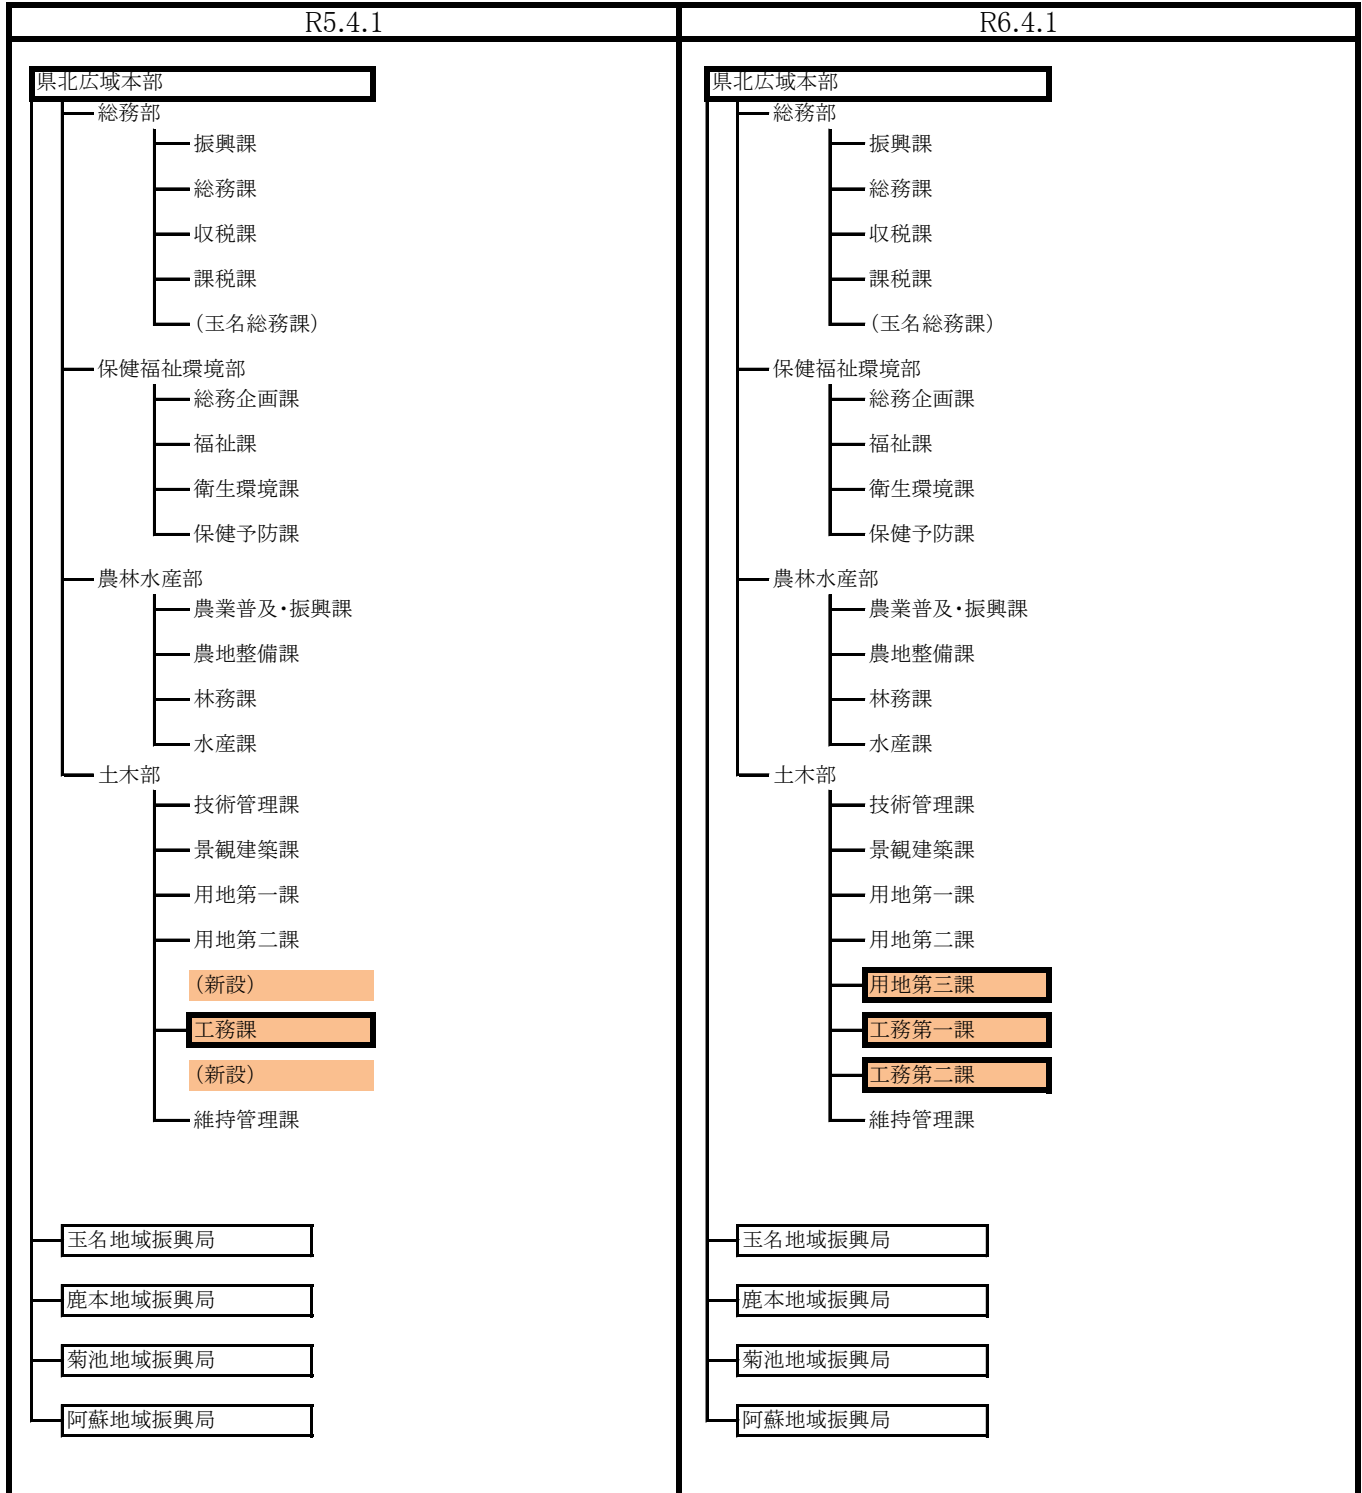 R5.4.1
県北広域本部
総務部
振興課
総務課
収税課
課税課
(玉名総務課)
保健福祉環境部
総務企画課
福祉課
衛生環境課
保健予防課
農林水産部
農業普及・振興課
農地整備課
林務課
水産課
土木部
技術管理課
景観建築課
用地第一課
用地第二課
(新設)
工務課
(新設)
維持管理課
玉名地域振興局
鹿本地域振興局
菊池地域振興局
阿蘇地域振興局
R6.4.1
県北広域本部
総務部
振興課
総務課
収税課
課税課
(玉名総務課)
保健福祉環境部
総務企画課
福祉課
衛生環境課
保健予防課
農林水産部
農業普及・振興課
農地整備課
林務課
水産課
土木部
技術管理課
景観建築課
用地第一課
用地第二課
用地第三課
工務第一課
工務第二課
維持管理課
玉名地域振興局
鹿本地域振興局
菊池地域振興局
阿蘇地域振興局